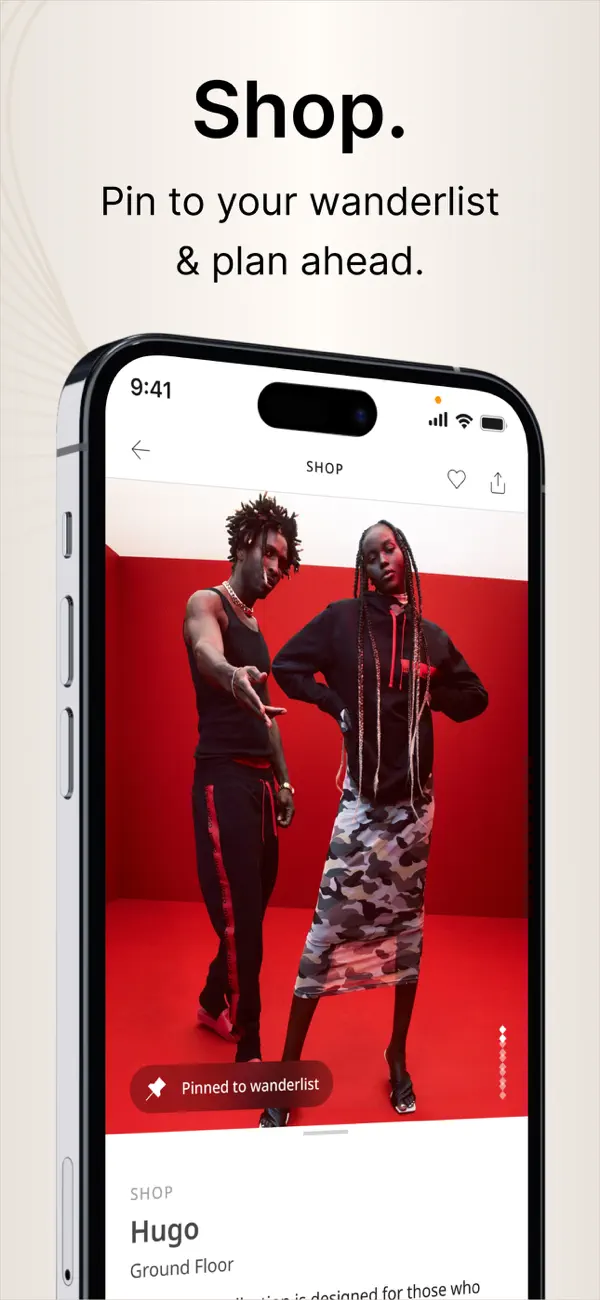 Shop.
Pin to your wanderlist
& plan ahead.
9:41
SHOP
Pinned to wanderlist
SHOP
Hugo
Ground Floor
is designed for those who